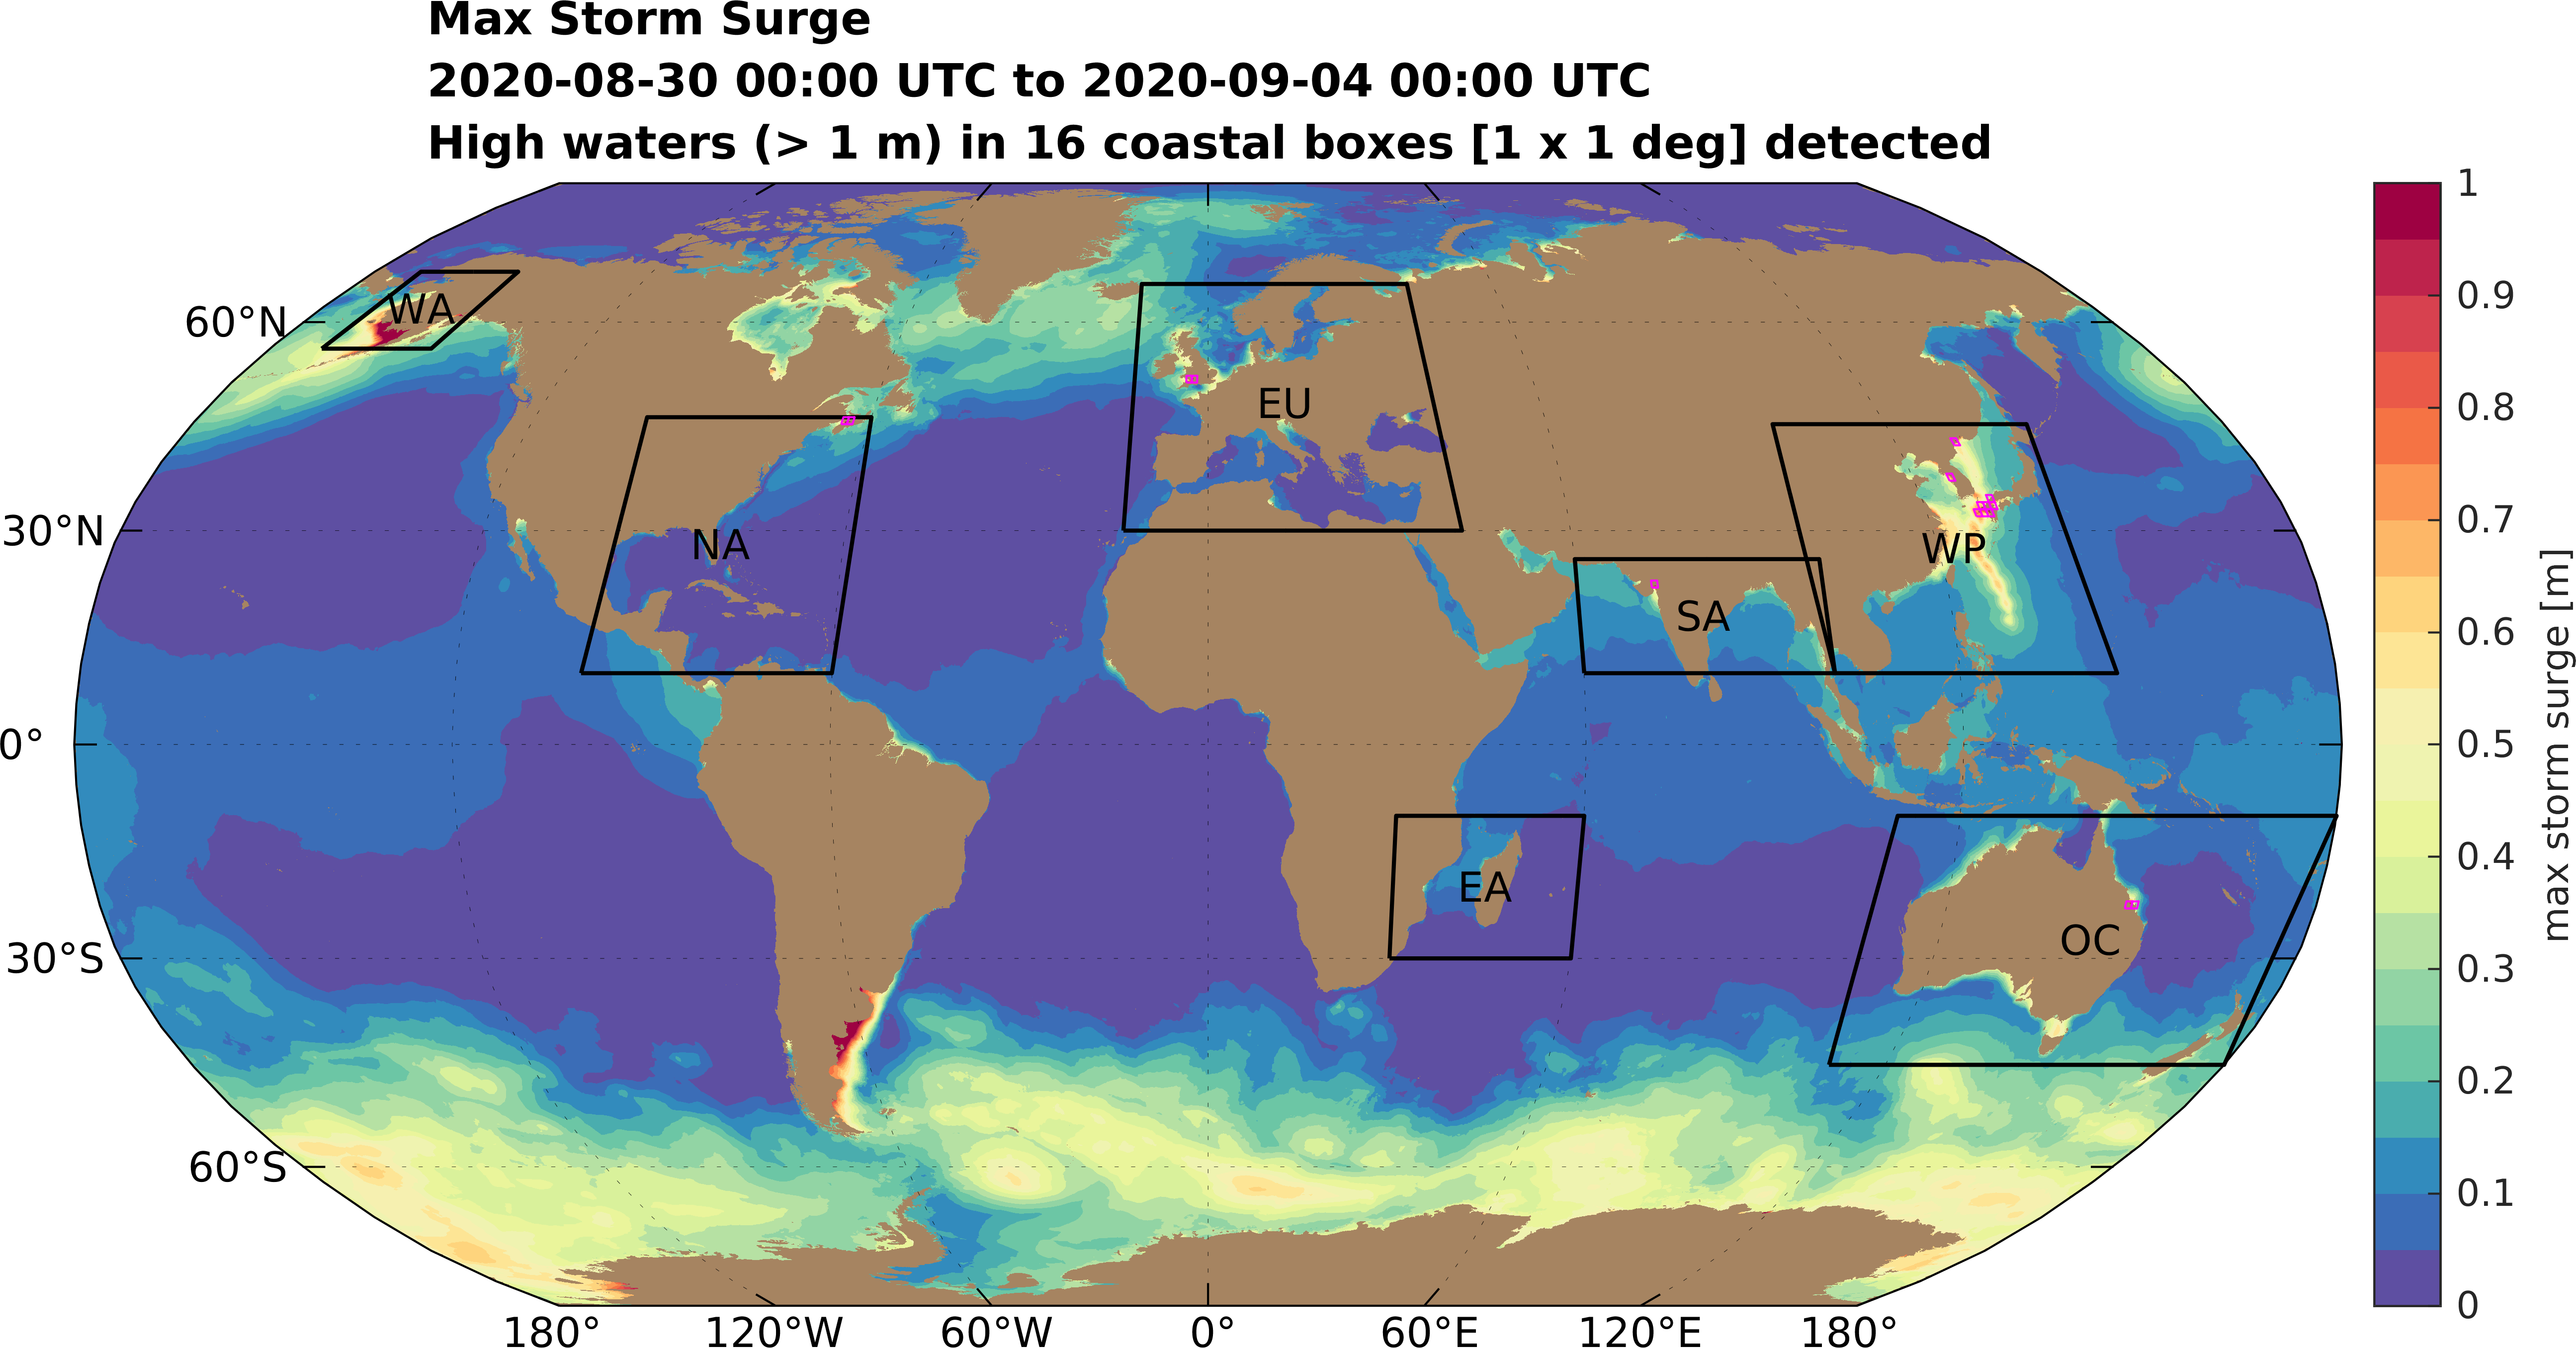 Max Storm Surge
2020-08-30 00:00 UTC to 2020-09-04 00:00 UTC
High waters (> 1 m) in 16 coastal boxes [1 x 1 deg] detected
60°N
30°N
0°
30°S
60°S
WA
NA
EU
SA
WP
EA
OC
180°
120°W
60°W
0°
60°E
120°E
180°
1
0.9
0.8
0.7
0.6
0.5
0.4
0.3
0.2
0.1
0
max storm surge [m]